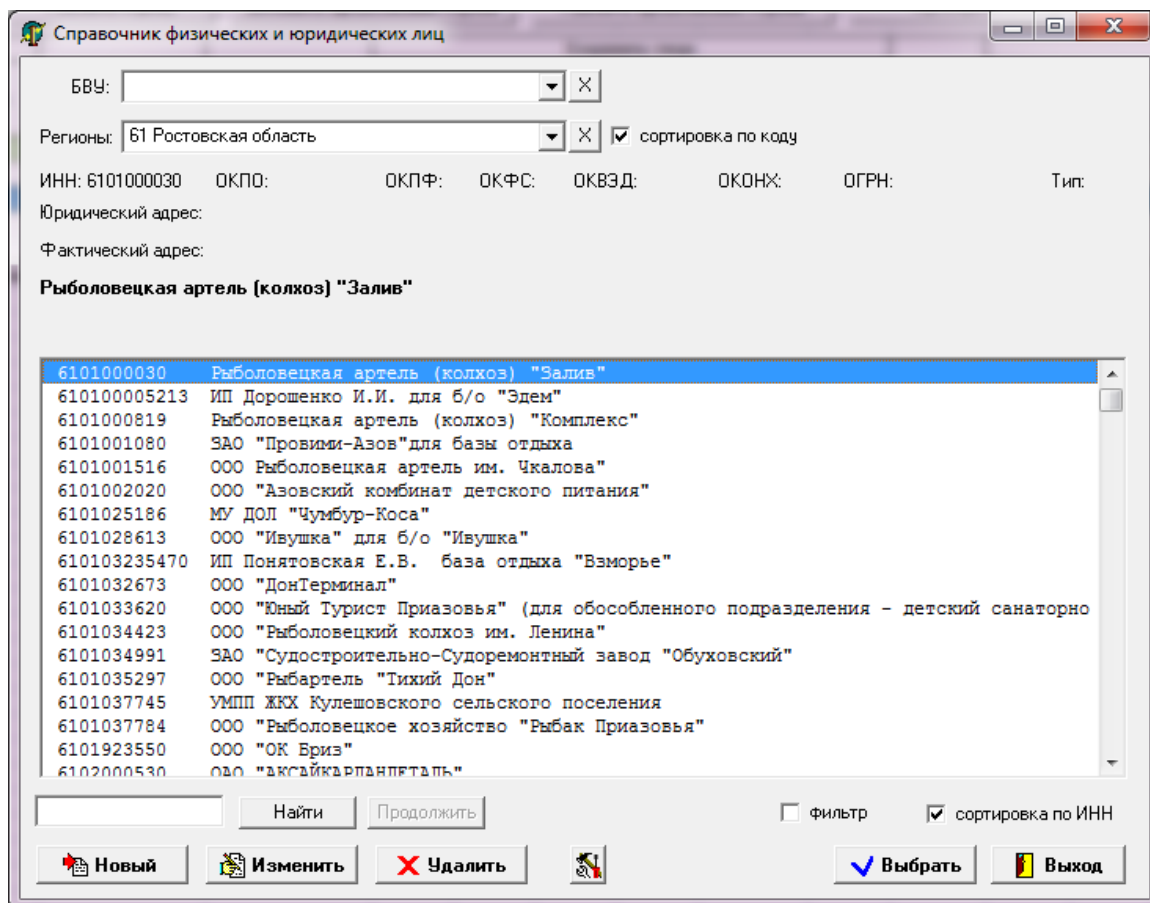 Справочник физических и юридических лиц
БВУ:
X
Регионы: 61 Ростовская область X сортировка по коду
ИНН: 6101000030 ОКПО: ОКПФ: ОКФС: ОКВЭД: ОКОНХ: ОГРН: Тип:
Юридический адрес:
Фактический адрес:
Рыболовецкая артель (колхоз) "Залив"
6101000030 Рыболовецкая артель (колхоз) "Залив"
610100005213 ИП Дорошенко И.И. для б/о "Эдем"
6101000819 Рыболовецкая артель (колхоз) "Комплекс"
6101001080 ЗАО "Провими-Азов"для базы отдыха
6101001516 ООО Рыболовецкая артель им. Чкалова"
6101002020 ООО "Азовский комбинат детского питания"
6101025186 МУ ДОЛ "Чумбур-Коса"
6101028613 ООО "Ивушка" для б/о "Ивушка"
610103235470 ИП Понятовская Е.В. база отдыха "Взморье"
6101032673 ООО "ДонТерминал"
6101033620 ООО "Юный Турист Приазовья" (для обособленного подразделения - детский санаторно
6101034423 ООО "Рыболовецкий колхоз им. Ленина"
6101034991 ЗАО "Судостроительно-Судоремонтный завод "Обуховский"
6101035297 ООО "Рыбартель "Тихий Дон"
6101037745 УМПП ЖКХ Кулешовского сельского поселения
6101037784 ООО "Рыболовецкое хозяйство "Рыбак Приазовья"
6101923550 ООО "ОК Бриз"
6102000530 ОАО "АКСАЙКАРДАНДЕТАЛЬ"
Найти Продолжить фильтр сортировка по ИНН
Новый Изменить Удалить Выбрать Выход